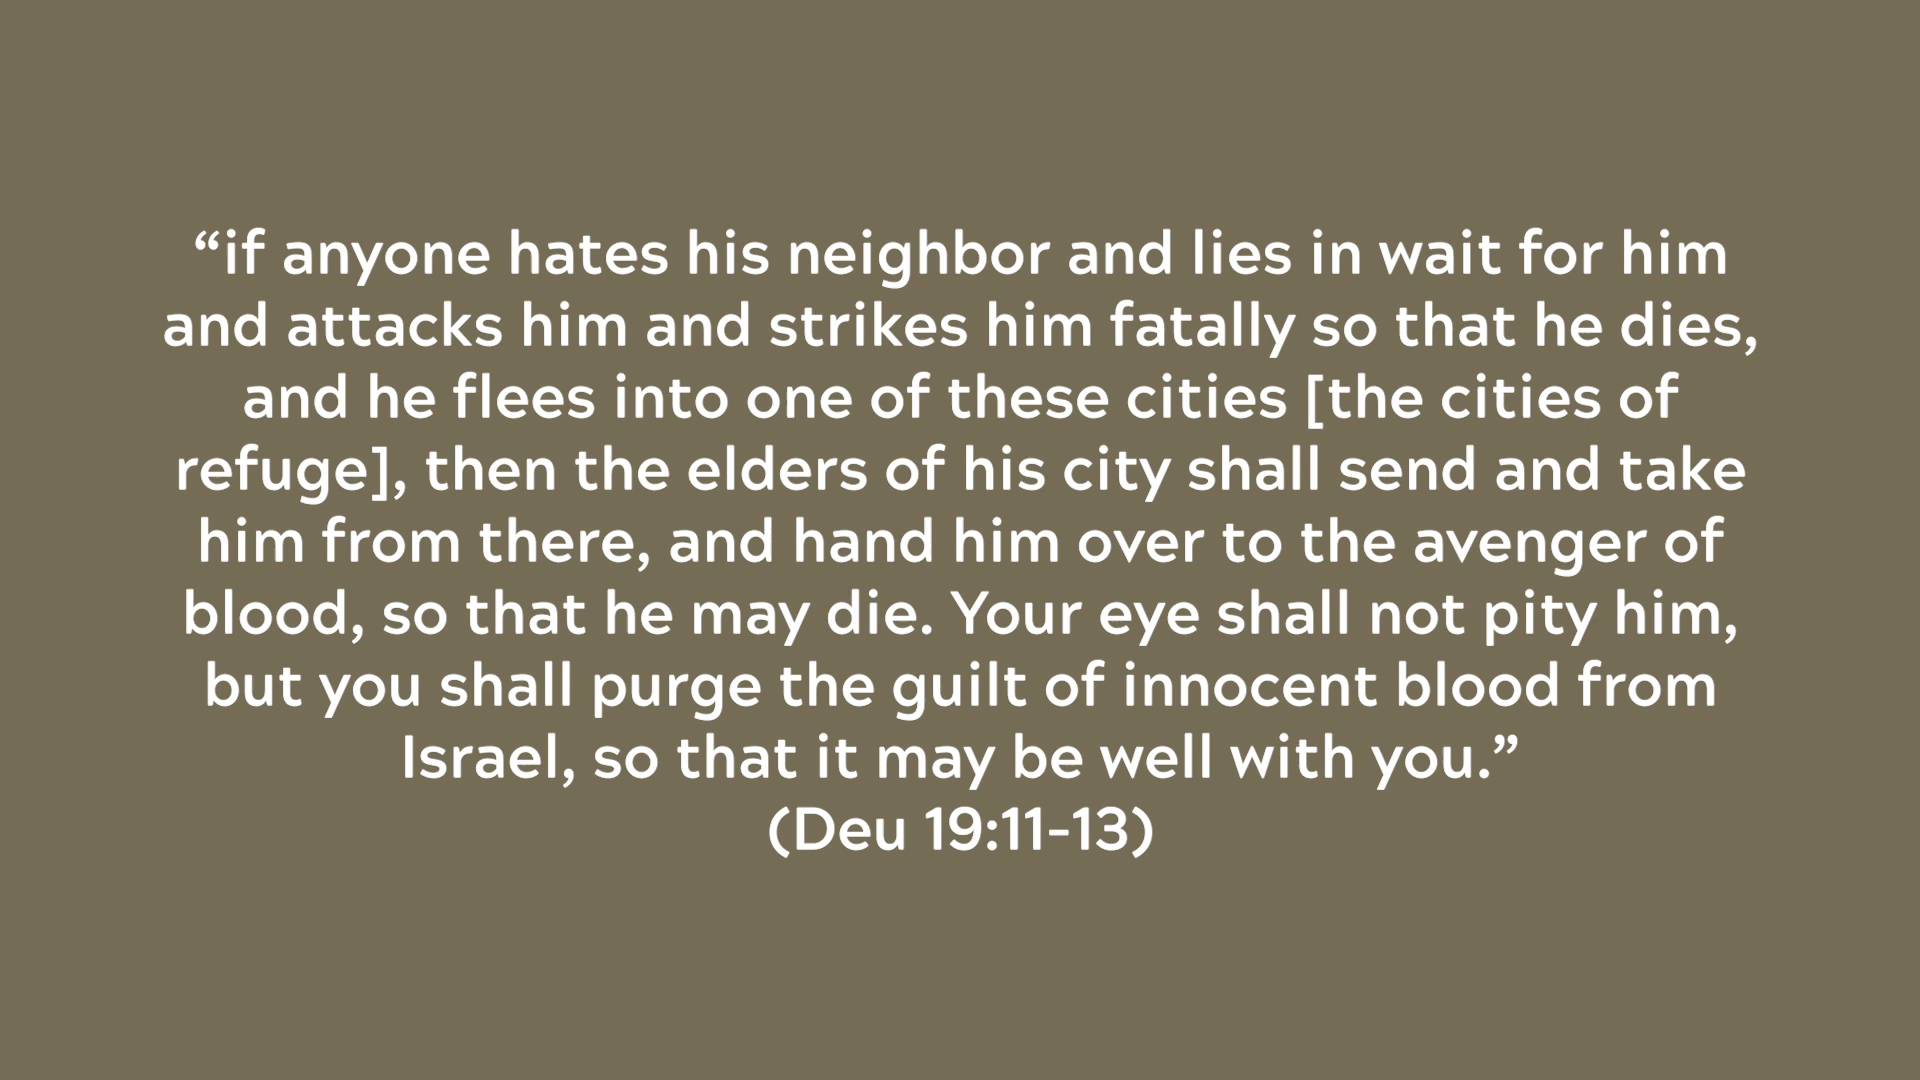 “if anyone hates his neighbor and lies in wait for him
and attacks him and strikes him fatally so that he dies,
and he flees into one of these cities [the cities of
refuge], then the elders of his city shall send and take
him from there, and hand him over to the avenger of
blood, so that he may die. Your eye shall not pity him,
but you shall purge the guilt of innocent blood from
Israel, so that it may be well with you.”
(Deu 19:11-13)